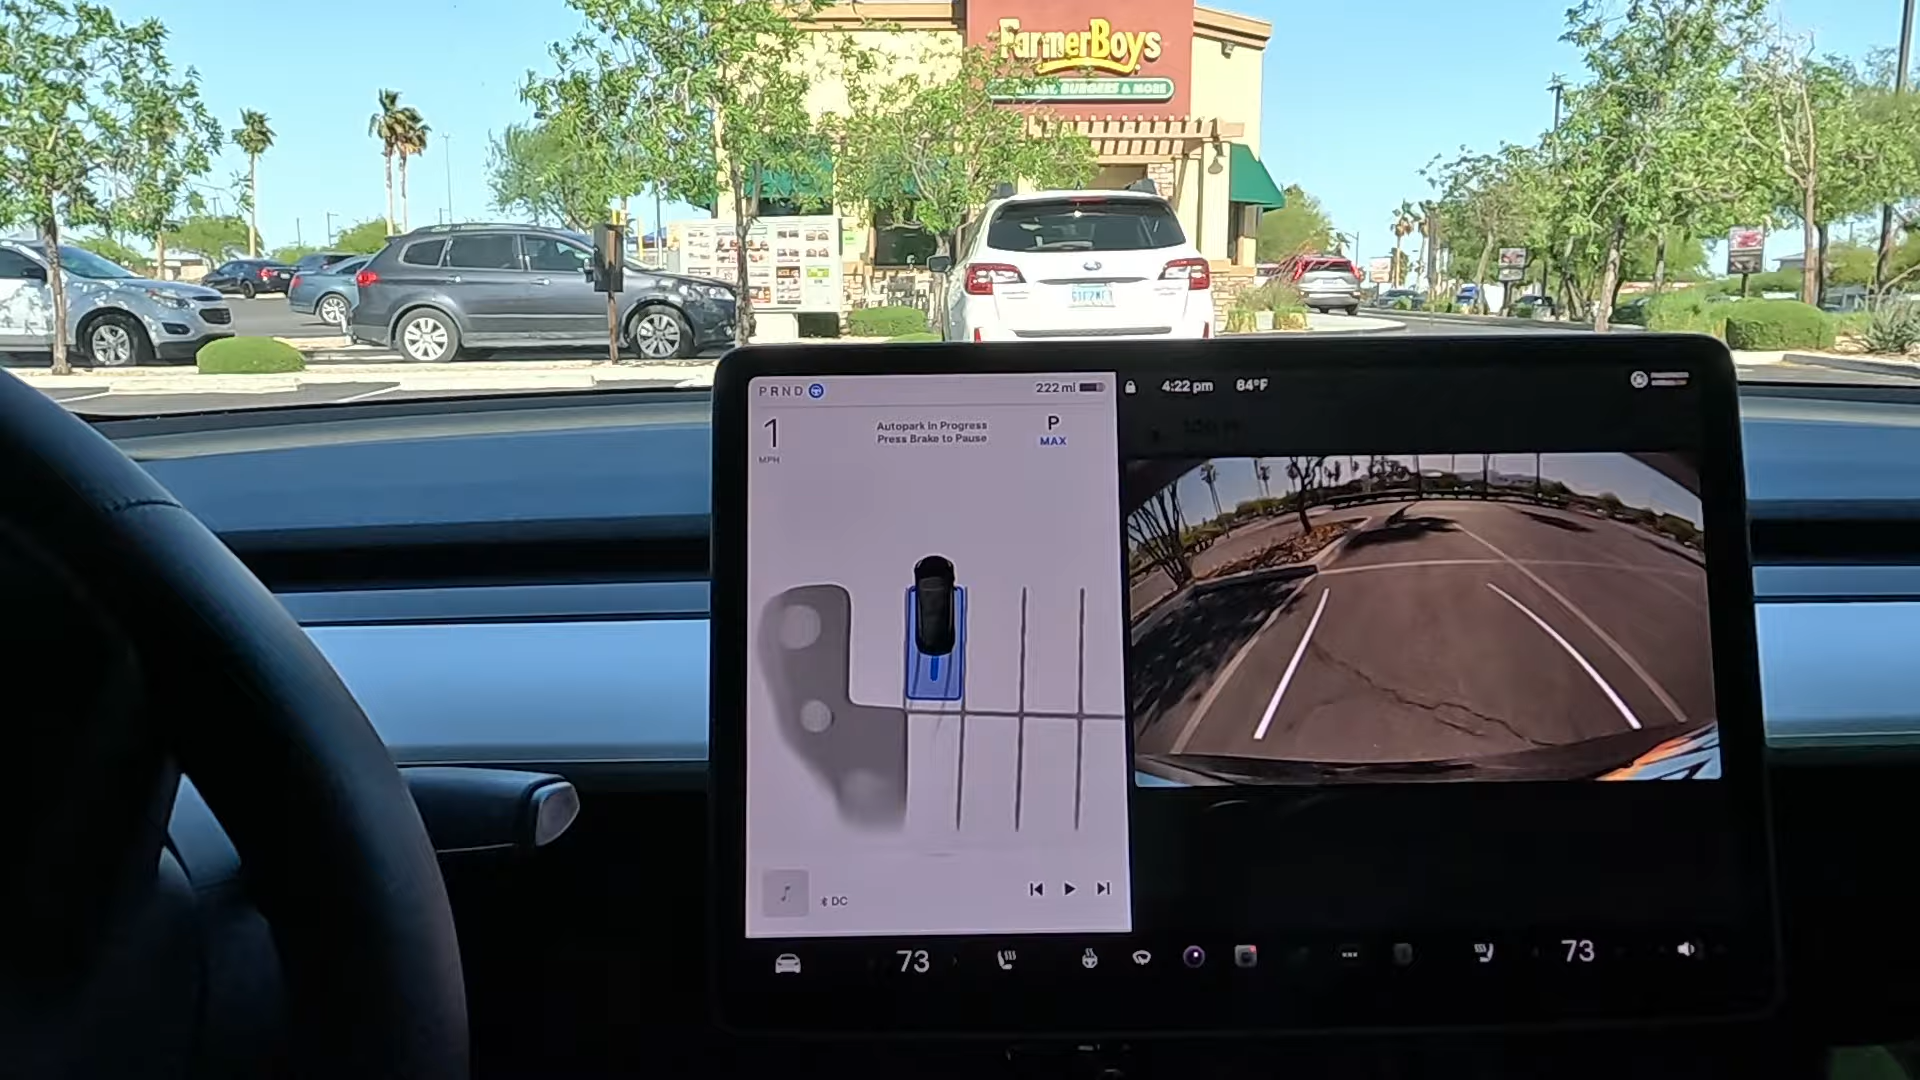 FarmerBoys
BURGERS & MORE
PRND
222 mi
4:22 pm
84°F
1
MPH
Autopark In Progress
Press Brake to Pause
P
MAX
DC
73
73